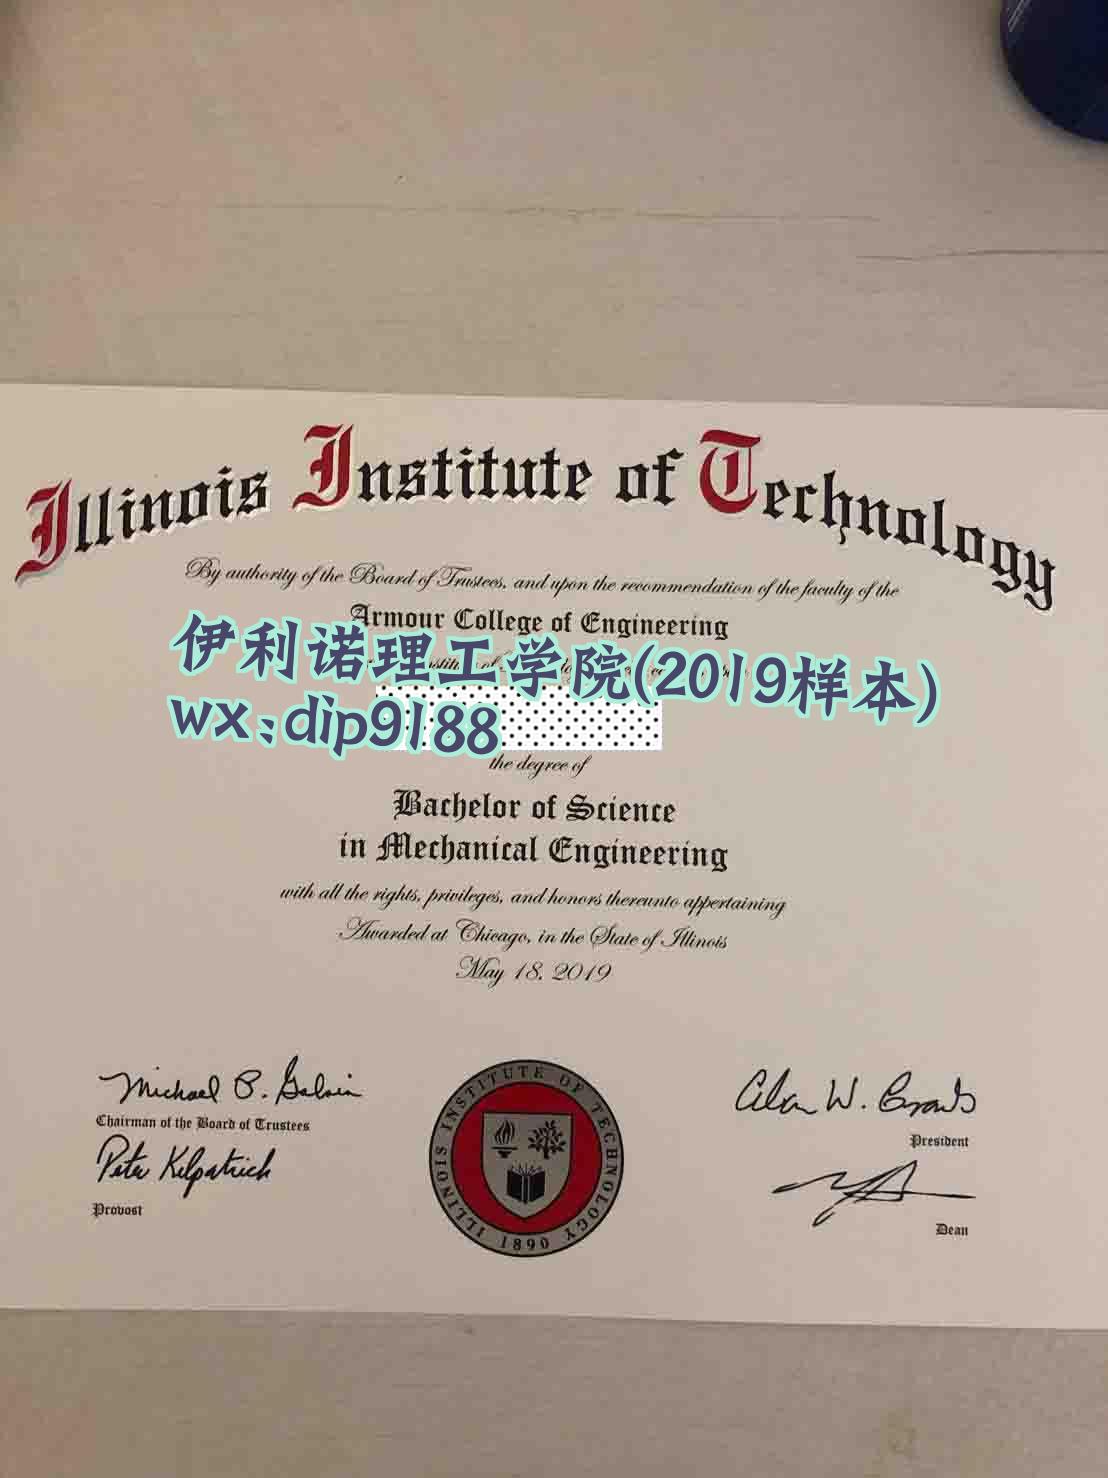 Illinois Institute of Technology
By authority of the Board of Trustees, and upon the recommendation of the faculty of the
Armour College of Engineering
伊利诺理工学院(2019样本)
wx:dip9188
the degree of
Bachelor of Science
in Mechanical Engineering
with all the rights, privileges, and honors thereunto appertaining
Awarded at Chicago, in the State of Illinois
May 18, 2019
Michael P. Galvin
Chairman of the Board of Trustees
Peter Kilpatrick
Provost
Alan W. Cramb
President
Dean
ILLINOIS INSTITUTE OF TECHNOLOGY
1890